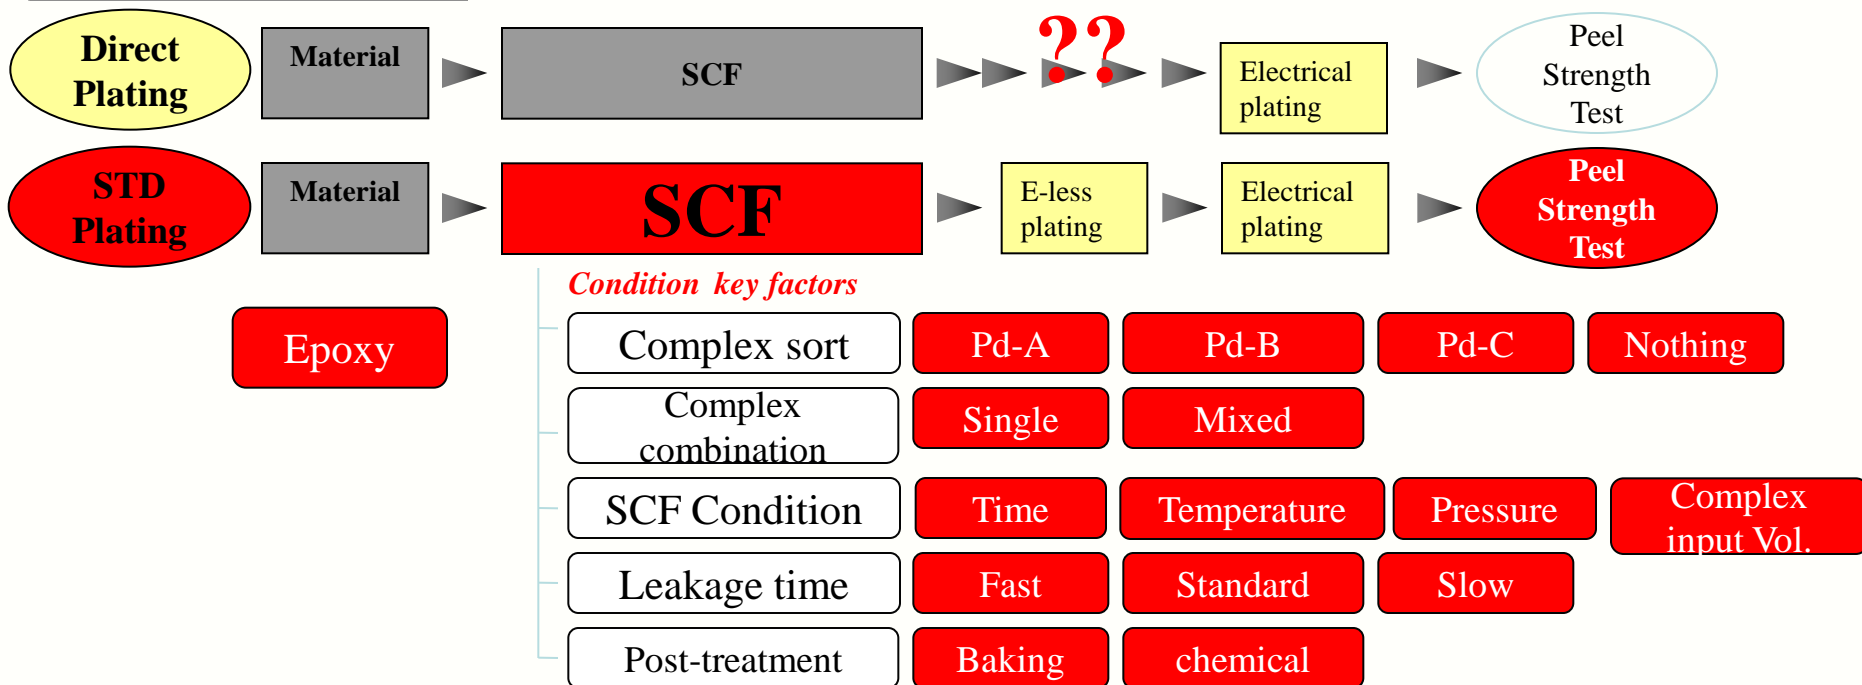 Direct
Plating
Material
SCF
??
Electrical
plating
Peel
Strength
Test
STD
Plating
Material
SCF
E-less
plating
Electrical
plating
Peel
Strength
Test
Condition key factors
Epoxy
Complex sort
Pd-A
Pd-B
Pd-C
Nothing
Complex
combination
Single
Mixed
SCF Condition
Time
Temperature
Pressure
Complex
input Vol.
Leakage time
Fast
Standard
Slow
Post-treatment
Baking
chemical